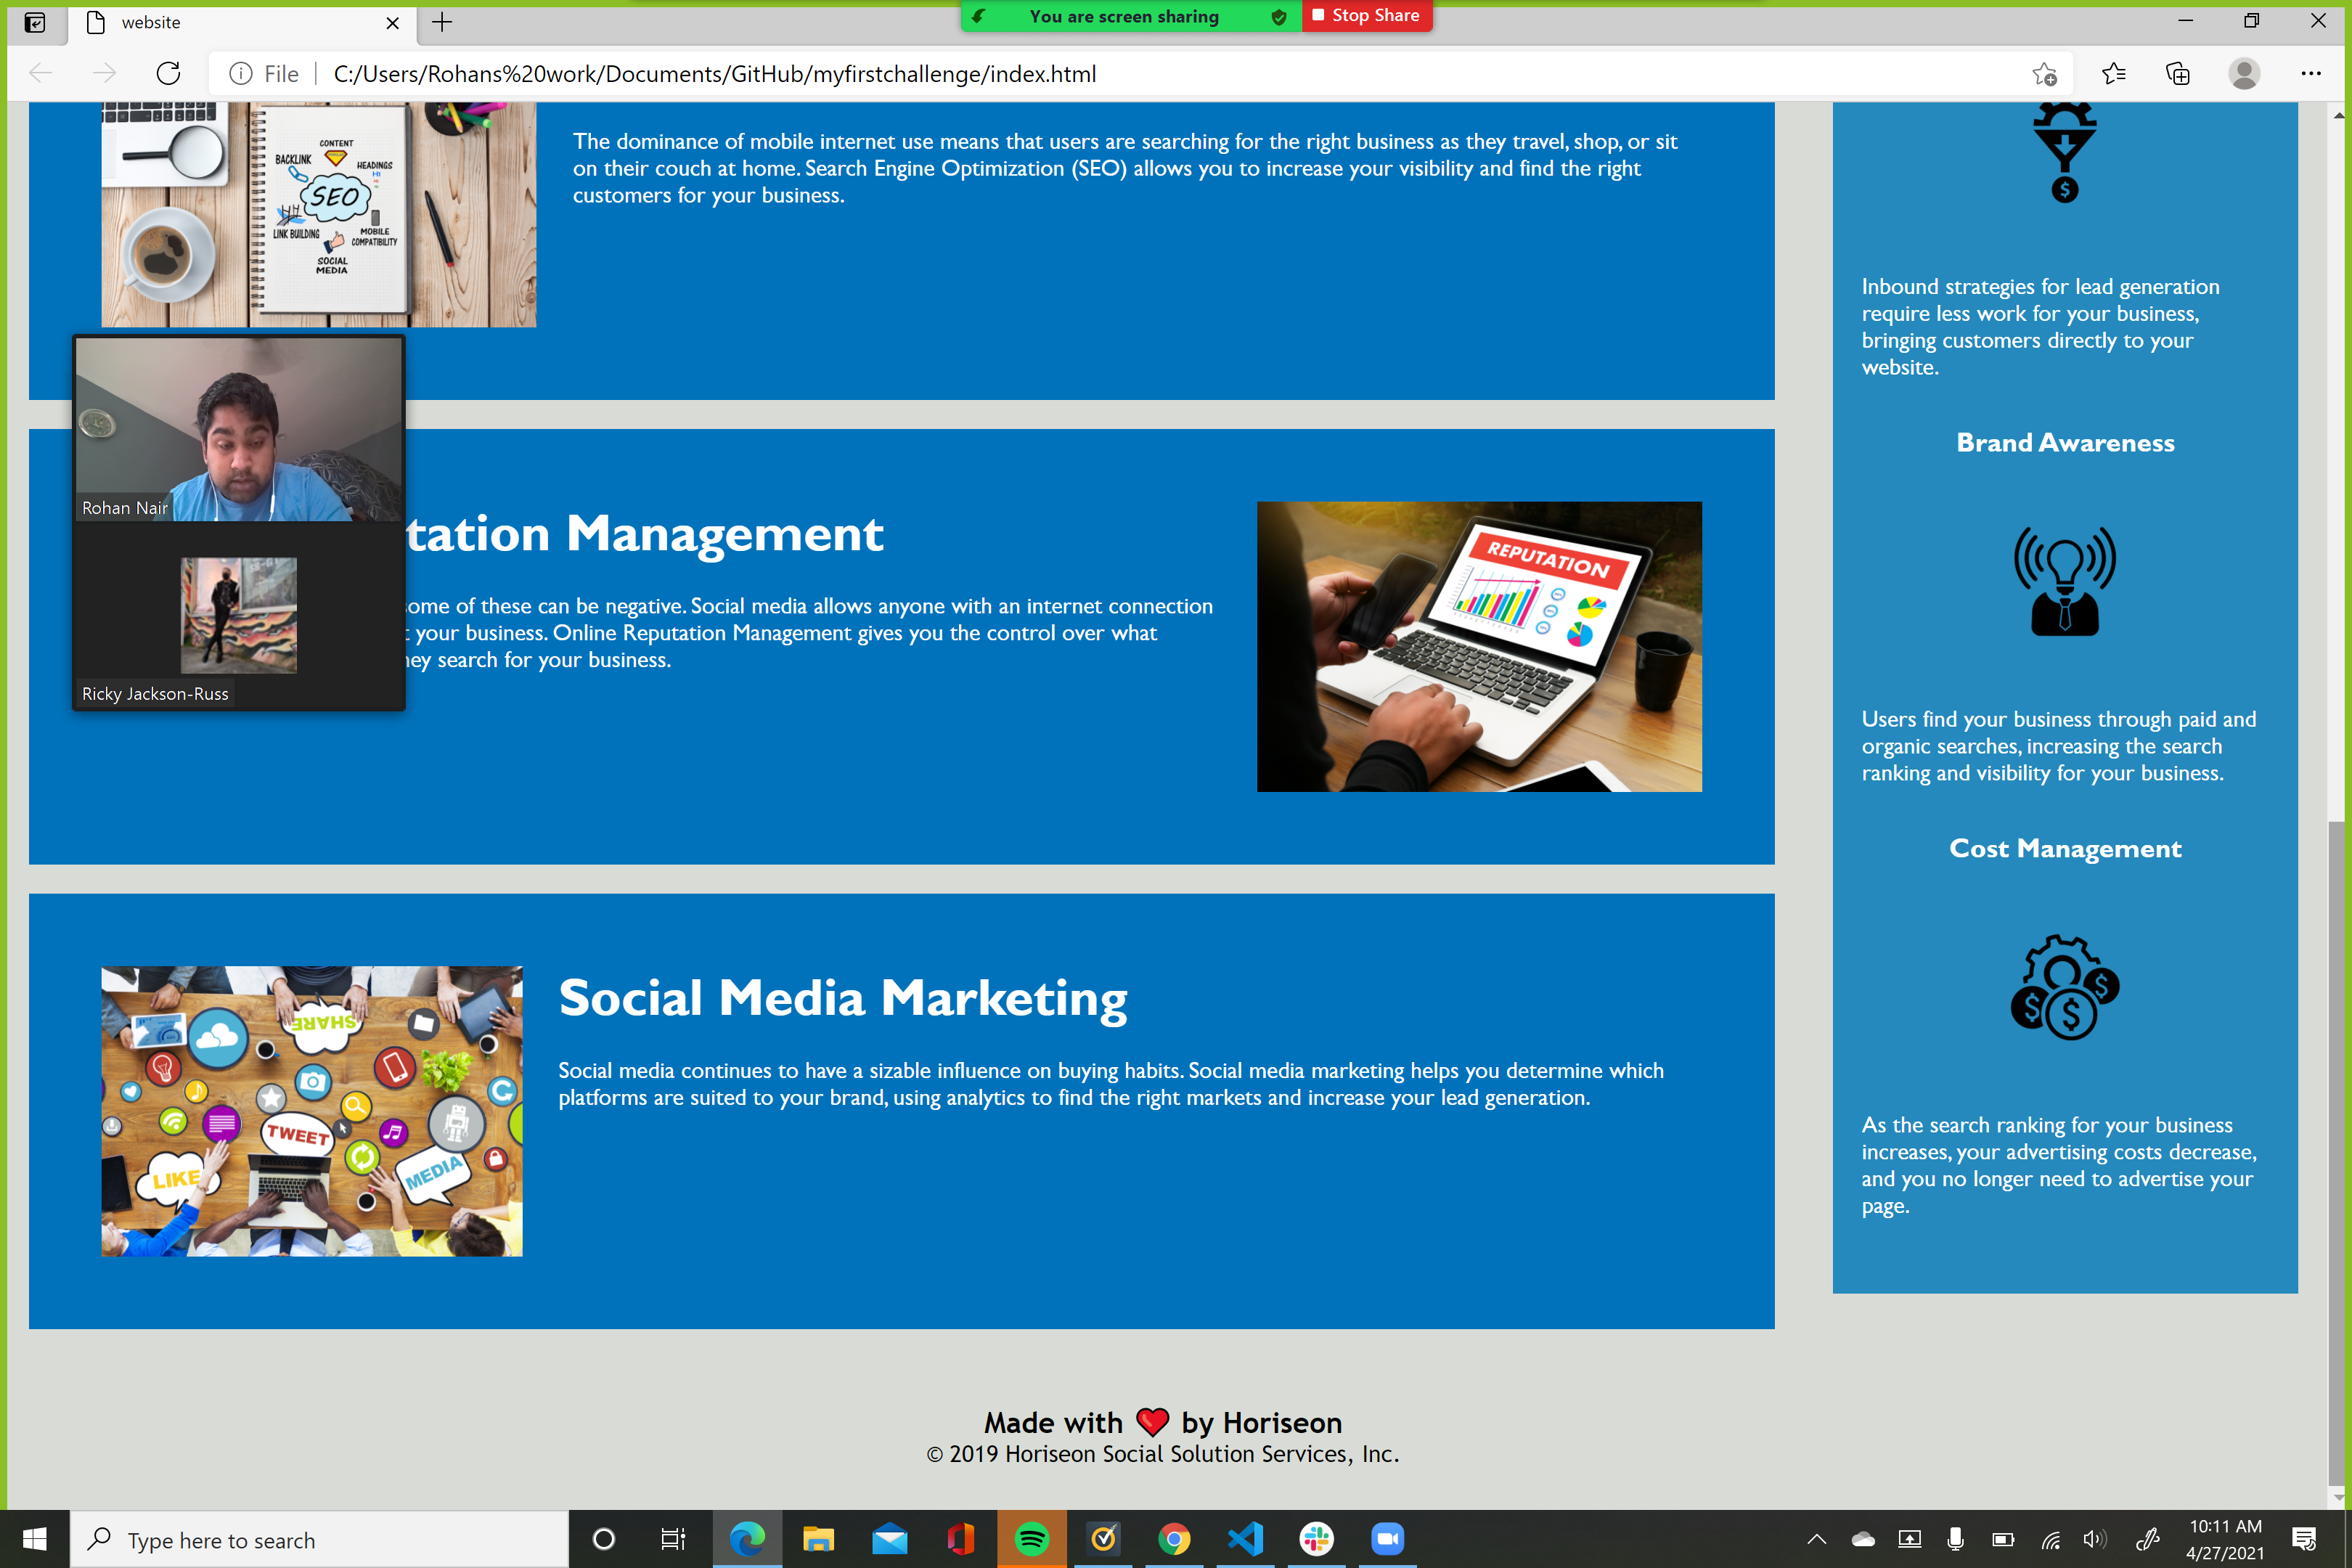 website
You are screen sharing
Stop Share
File
C:/Users/Rohans%20work/Documents/GitHub/myfirstchallenge/index.html
CONTENT
BACKLINK
HEADINGS
SEO
LINK BUILDING
MOBILE
COMPATIBILITY
SOCIAL
MEDIA
The dominance of mobile internet use means that users are searching for the right business as they travel, shop, or sit
on their couch at home. Search Engine Optimization (SEO) allows you to increase your visibility and find the right
customers for your business.
Rohan Nair
Ricky Jackson-Russ
tation Management
some of these can be negative. Social media allows anyone with an internet connection
t your business. Online Reputation Management gives you the control over what
hey search for your business.
REPUTATION
SHARE
TWEET
LIKE
MEDIA
Social Media Marketing
Social media continues to have a sizable influence on buying habits. Social media marketing helps you determine which
platforms are suited to your brand, using analytics to find the right markets and increase your lead generation.
Inbound strategies for lead generation
require less work for your business,
bringing customers directly to your
website.
Brand Awareness
Users find your business through paid and
organic searches, increasing the search
ranking and visibility for your business.
Cost Management
As the search ranking for your business
increases, your advertising costs decrease,
and you no longer need to advertise your
page.
Made with ❤ by Horiseon
© 2019 Horiseon Social Solution Services, Inc.
Type here to search
10:11 AM
4/27/2021